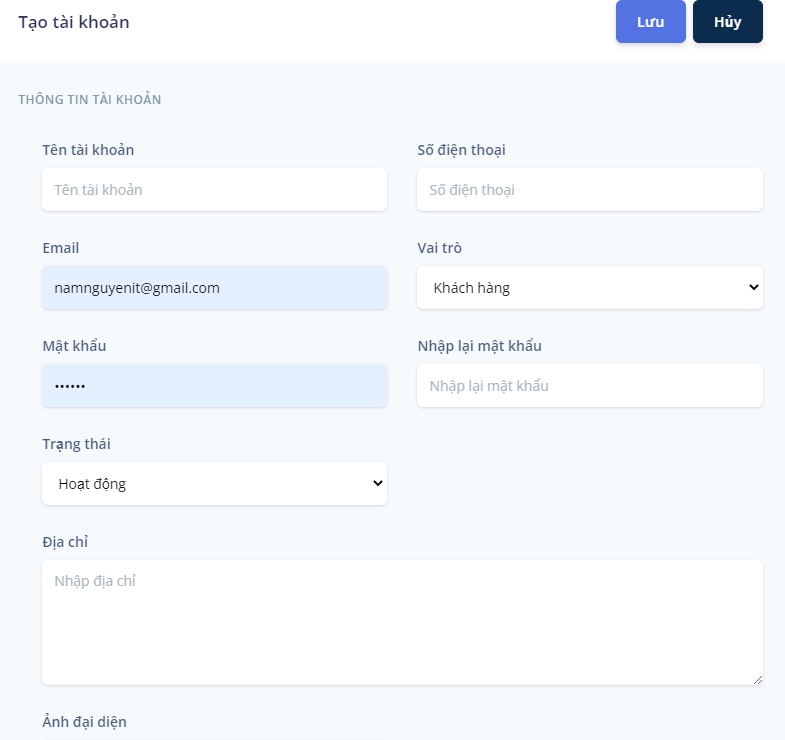 Tạo tài khoản
Lưu
Hủy
THÔNG TIN TÀI KHOẢN
Tên tài khoản
Số điện thoại
Tên tài khoản
Số điện thoại
Email
Vai trò
namnguyenit@gmail.com
Khách hàng
Mật khẩu
Nhập lại mật khẩu
••••••
Nhập lại mật khẩu
Trạng thái
Hoạt động
Địa chỉ
Nhập địa chỉ
Ảnh đại diện